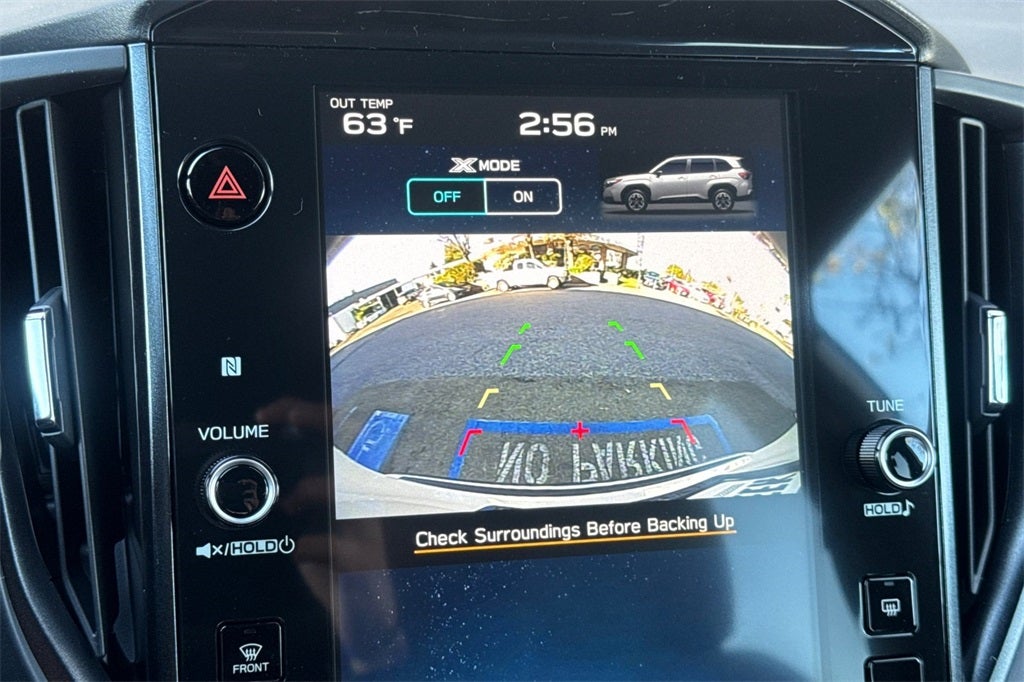 OUT TEMP
63 °F
2:56 PM
X MODE
OFF ON
NO PARKING
VOLUME
TUNE
HOLD
Check Surroundings Before Backing Up
/HOLD
FRONT